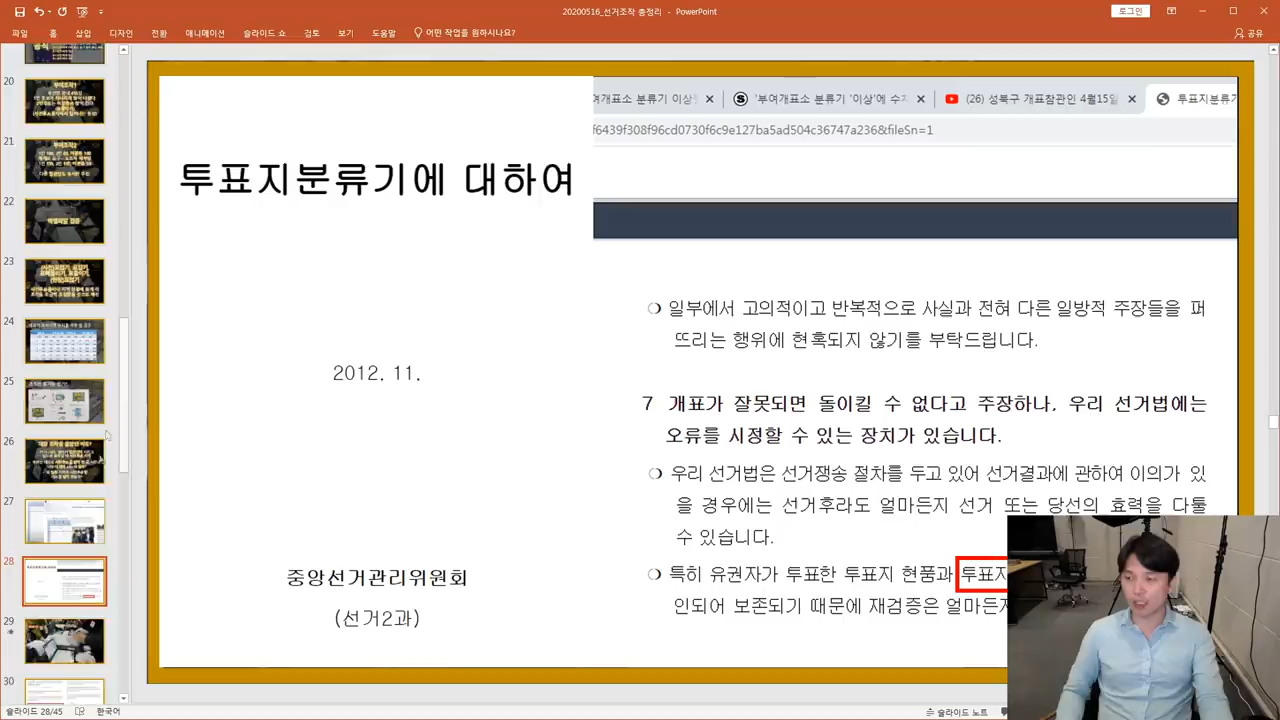 20200516_선거조작 총정리 - PowerPoint
로그인
파일 홈 삽입 디자인 전환 애니메이션 슬라이드 쇼 검토 보기 도움말 어떤 작업을 원하시나요? 공유
20
21
22
23
24
25
26
27
28
29
30
부여개표소 분류기 '이상'에 수
(26) 성북구 개표참관인 4월15일
투표지분류기
f6439f308f96cd0730f6c9e127ba5ad504c36747a236&fileSn=1
투표지분류기에 대하여
2012. 11.
중앙선거관리위원회
(선거2과)
❍ 일부에서 고의적이고 반복적으로 사실과 전혀 다른 일방적 주장들을 퍼
뜨리는 행위에 현혹되지 않기를 부탁드립니다.
7 개표가 잘못되면 돌이킬 수 없다고 주장하나, 우리 선거법에는
오류를 시정할 수 있는 장치가 있습니다.
❍ 우리 선거법은 선거쟁송 절차를 두고 있어 선거결과에 관하여 이의가 있
을 경우에는 선거후라도 얼마든지 선거 또는 당선의 효력을 다툴
수 있습니다.
❍ 특히 유권자가 투표한 투표지 현품과 투표지
인되어 보존되기 때문에 재검증은 얼마든지
슬라이드 28/45 한국어
슬라이드 노트